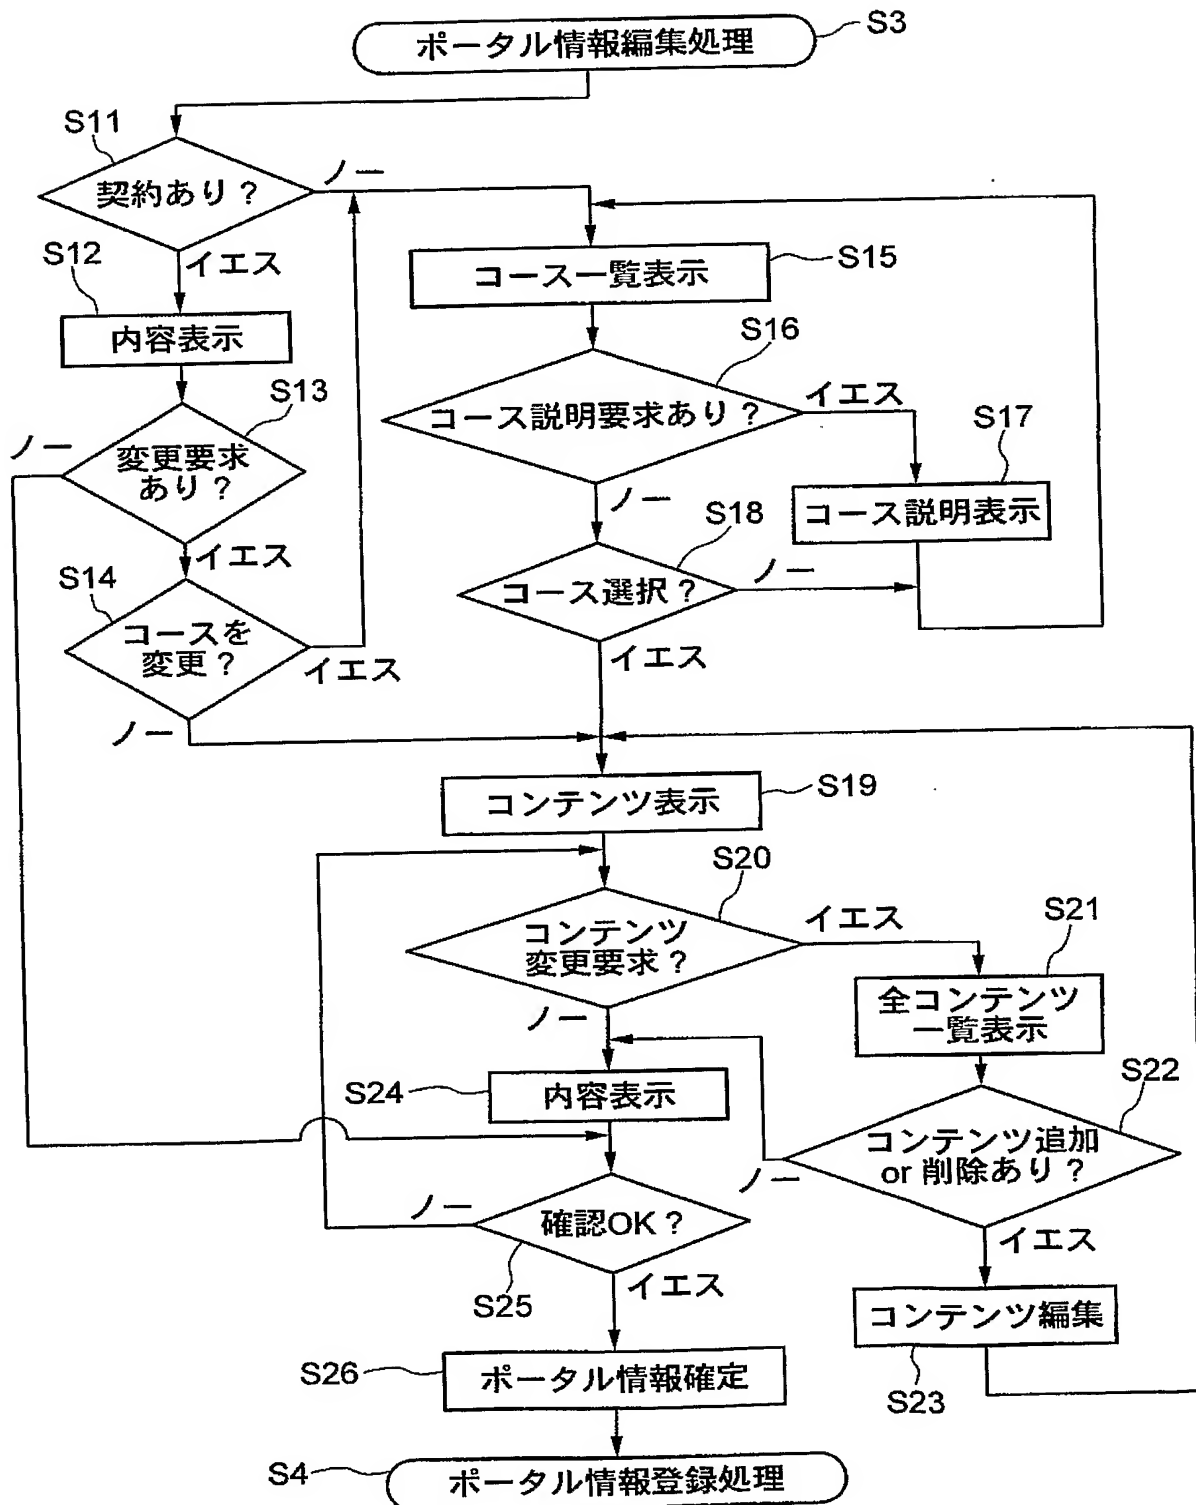 ポータル情報編集処理
S3
S11
契約あり？
ノー
イエス
S12
内容表示
S13
変更要求
あり？
ノー
イエス
S14
コースを
変更？
イエス
ノー
コース一覧表示
S15
S16
コース説明要求あり？
イエス
S17
コース説明表示
ノー
S18
コース選択？
ノー
イエス
コンテンツ表示
S19
S20
コンテンツ
変更要求？
イエス
ノー
S21
全コンテンツ
一覧表示
S22
コンテンツ追加
or 削除あり？
ノー
イエス
コンテンツ編集
S23
S24
内容表示
ノー
確認OK？
S25
イエス
S26
ポータル情報確定
S4
ポータル情報登録処理